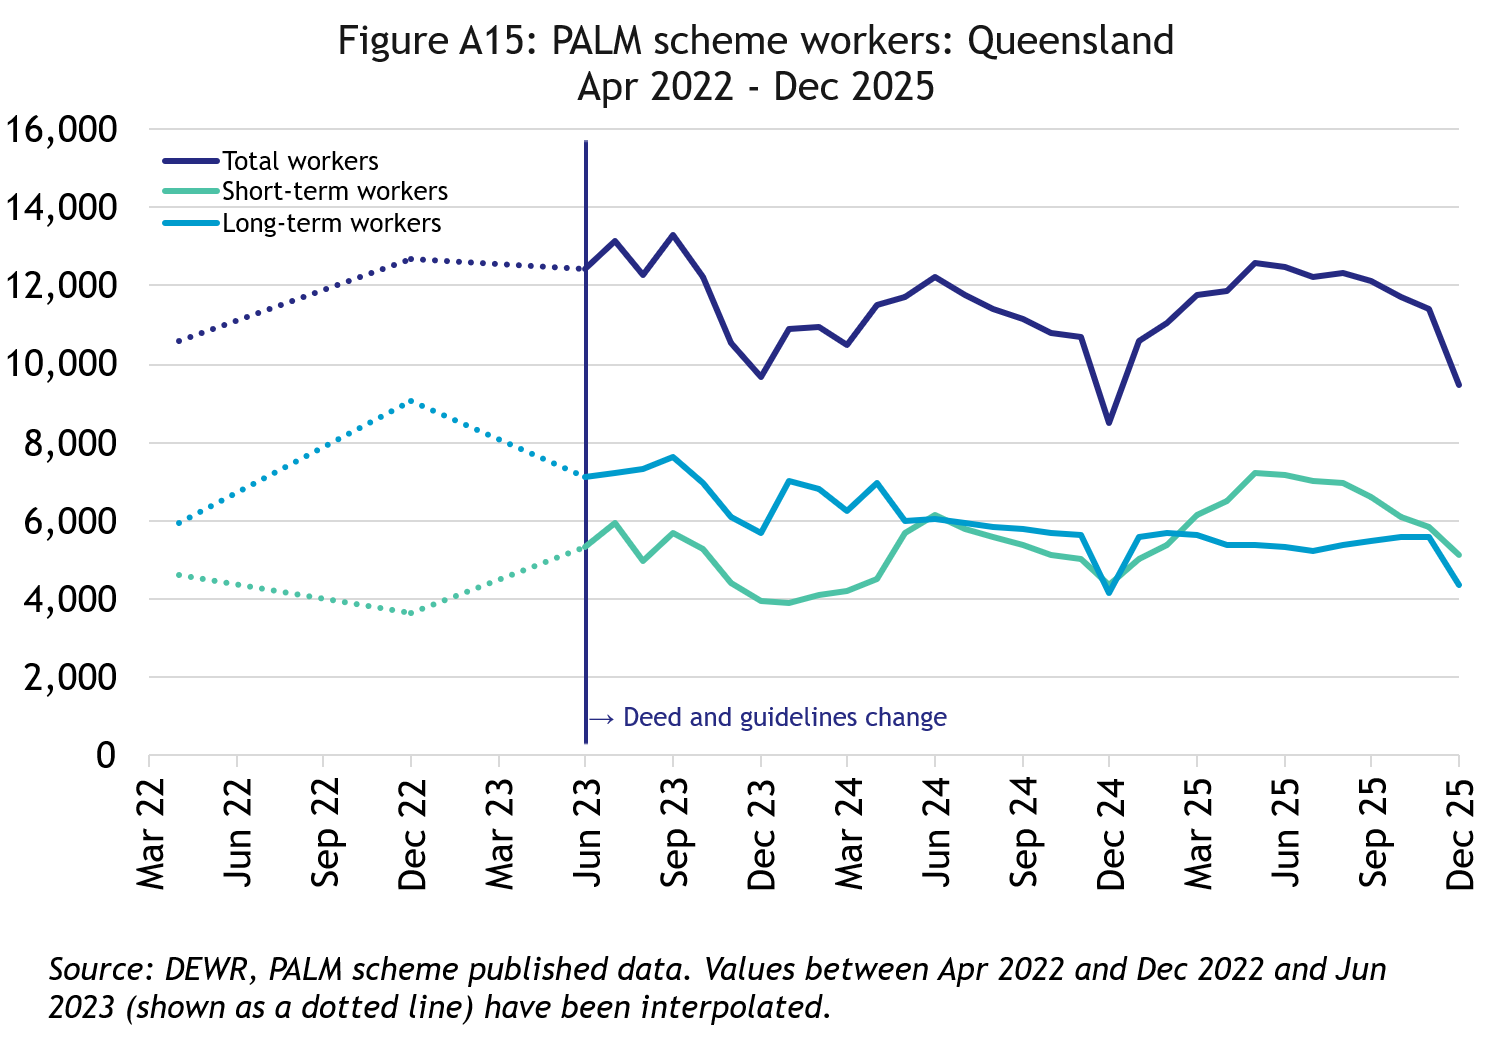 Figure A15: PALM scheme workers: Queensland
Apr 2022 - Dec 2025
16,000
14,000
12,000
10,000
8,000
6,000
4,000
2,000
0
Total workers
Short-term workers
Long-term workers
→ Deed and guidelines change
Mar 22
Jun 22
Sep 22
Dec 22
Mar 23
Jun 23
Sep 23
Dec 23
Mar 24
Jun 24
Sep 24
Dec 24
Mar 25
Jun 25
Sep 25
Dec 25
Source: DEWR, PALM scheme published data. Values between Apr 2022 and Dec 2022 and Jun
2023 (shown as a dotted line) have been interpolated.